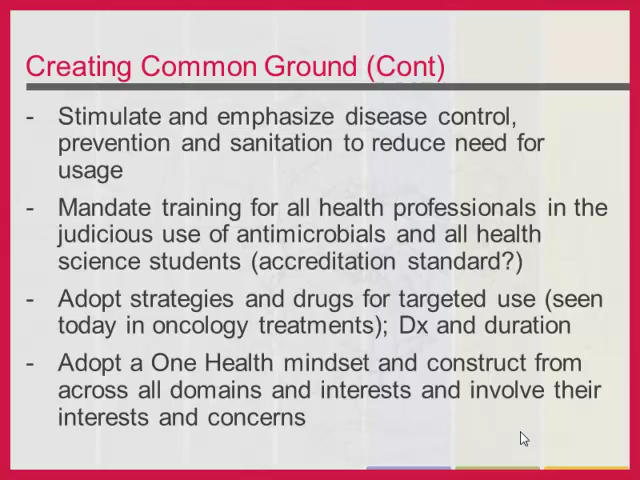 Creating Common Ground (Cont)
- Stimulate and emphasize disease control,
prevention and sanitation to reduce need for
usage
- Mandate training for all health professionals in the
judicious use of antimicrobials and all health
science students (accreditation standard?)
- Adopt strategies and drugs for targeted use (seen
today in oncology treatments); Dx and duration
- Adopt a One Health mindset and construct from
across all domains and interests and involve their
interests and concerns